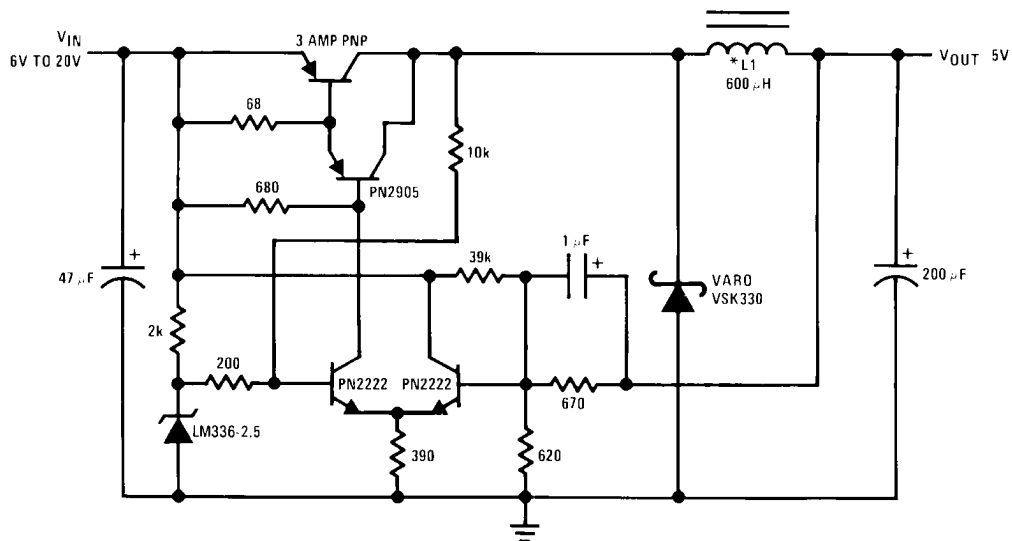 VIN
6V TO 20V
3 AMP PNP
*L1
600 μH
VOUT 5V
68
10k
PN2905
680
47 μF
+
39k
1 μF
+
VARO
VSK330
+
200 μF
2k
200
PN2222
PN2222
670
LM336-2.5
390
620